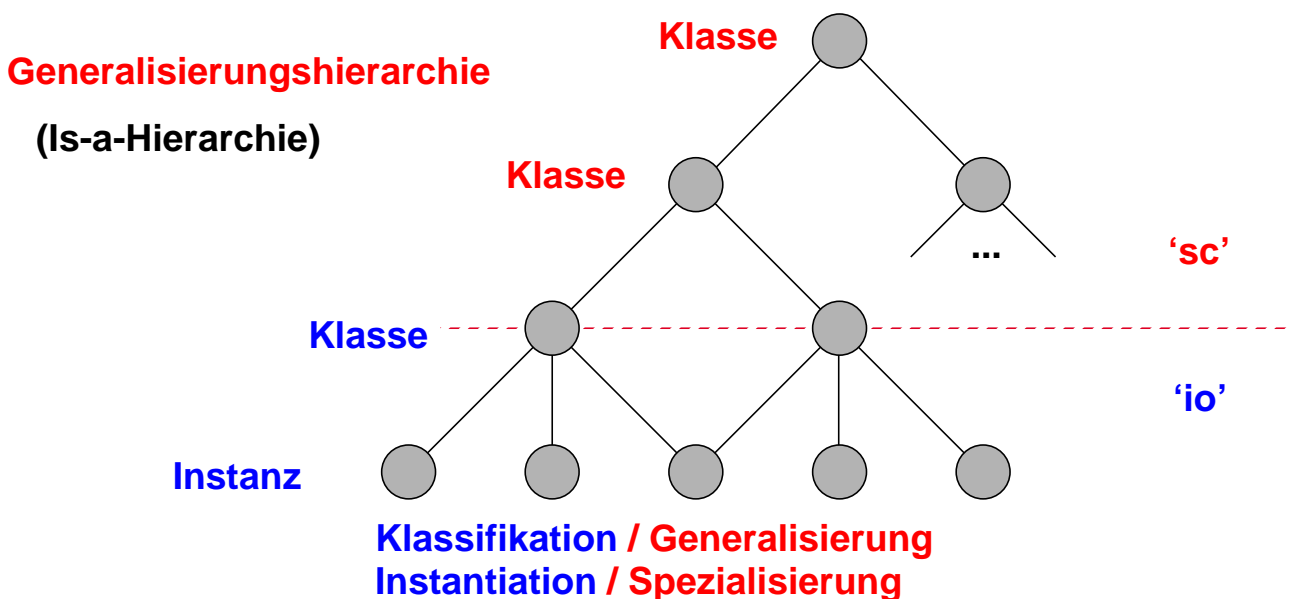 Klasse
Generalisierungshierarchie
(Is-a-Hierarchie)
Klasse
...
‘sc’
Klasse
‘io’
Instanz
Klassifikation / Generalisierung
Instantiation / Spezialisierung